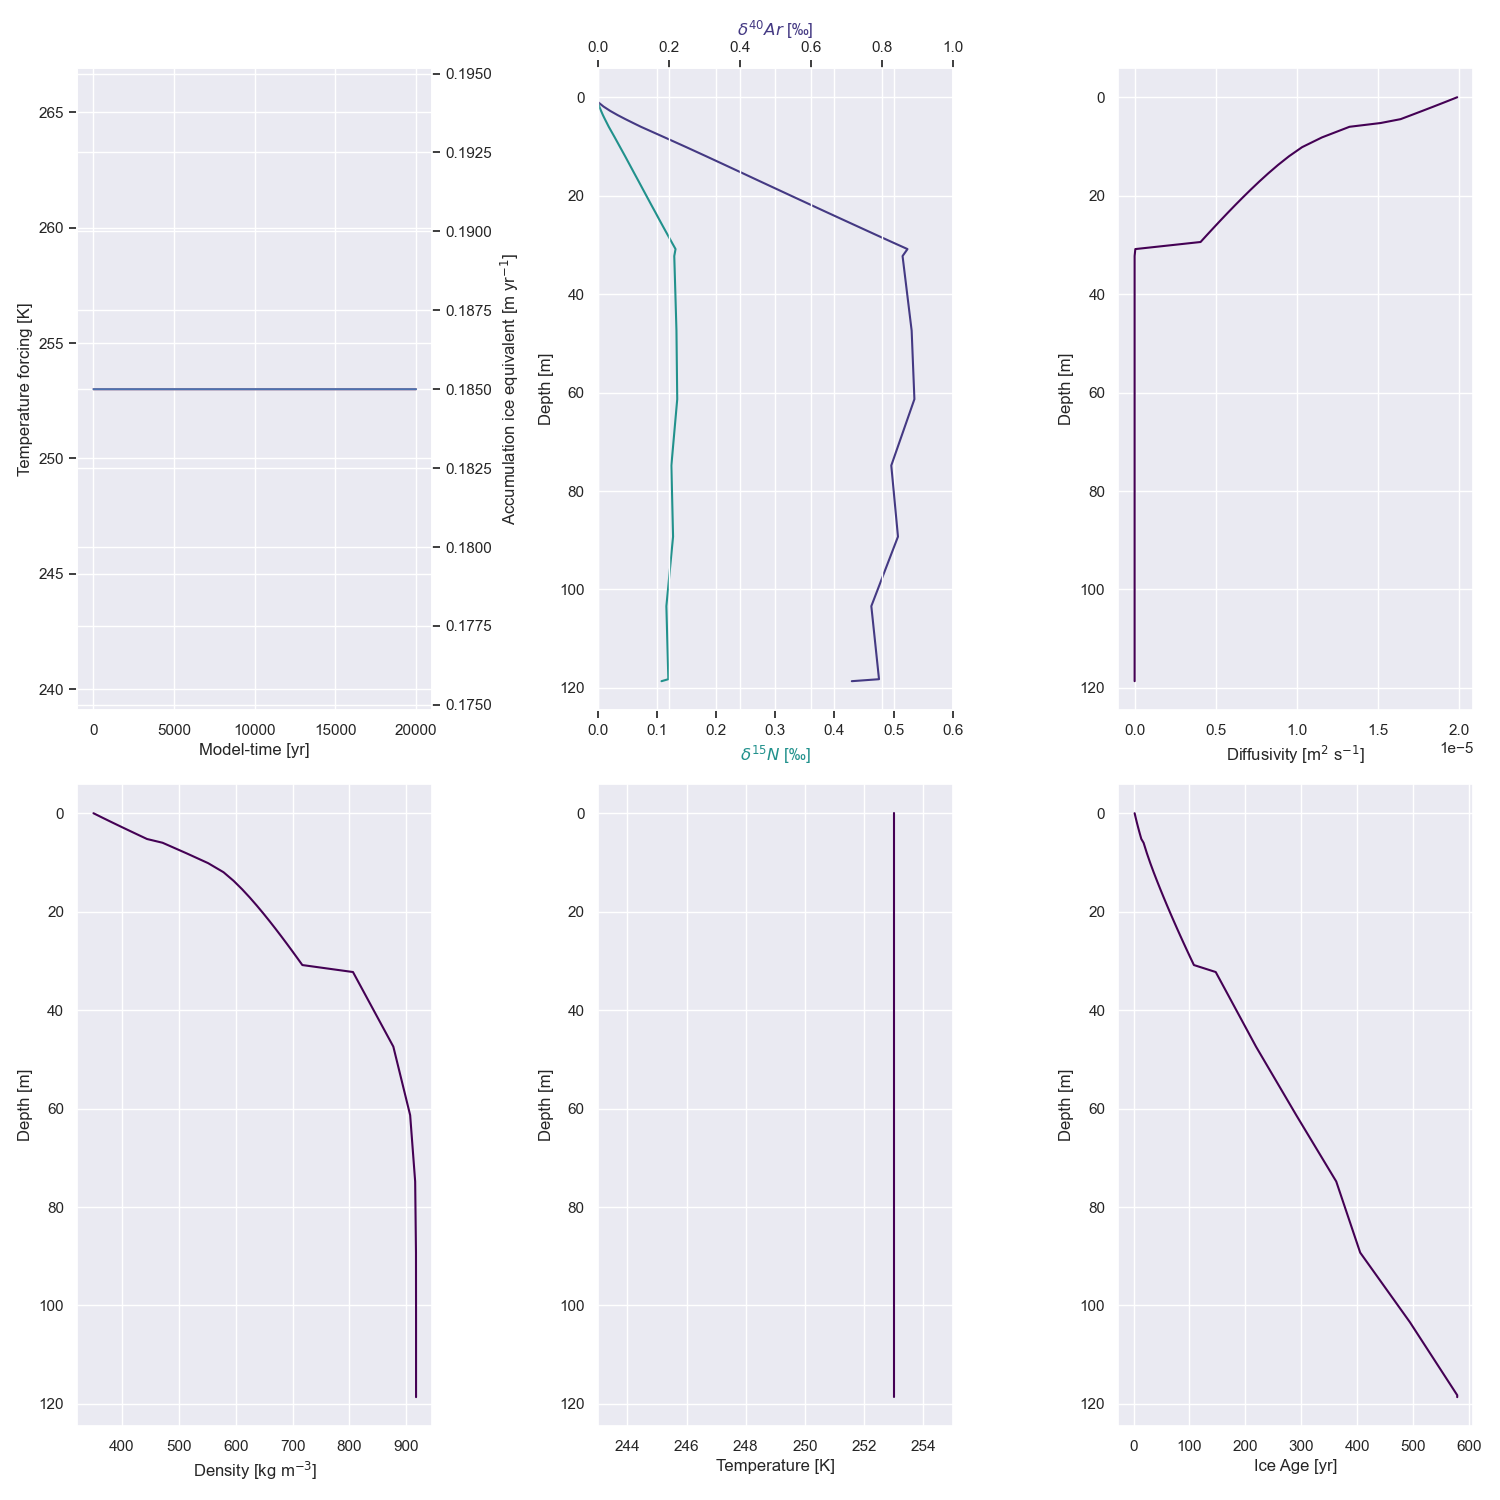 δ⁴⁰Ar [‰]
0.0 0.2 0.4 0.6 0.8 1.0
265
260
255
250
245
240
Temperature forcing [K]
0.1950
0.1925
0.1900
0.1875
0.1850
0.1825
0.1800
0.1775
0.1750
Accumulation ice equivalent [m yr⁻¹]
0 5000 10000 15000 20000
Model-time [yr]
0
20
40
60
80
100
120
Depth [m]
0.0 0.1 0.2 0.3 0.4 0.5 0.6
δ¹⁵N [‰]
0
20
40
60
80
100
120
Depth [m]
0.0 0.5 1.0 1.5 2.0
1e−5
Diffusivity [m² s⁻¹]
0
20
40
60
80
100
120
Depth [m]
400 500 600 700 800 900
Density [kg m⁻³]
0
20
40
60
80
100
120
Depth [m]
244 246 248 250 252 254
Temperature [K]
0
20
40
60
80
100
120
Depth [m]
0 100 200 300 400 500 600
Ice Age [yr]